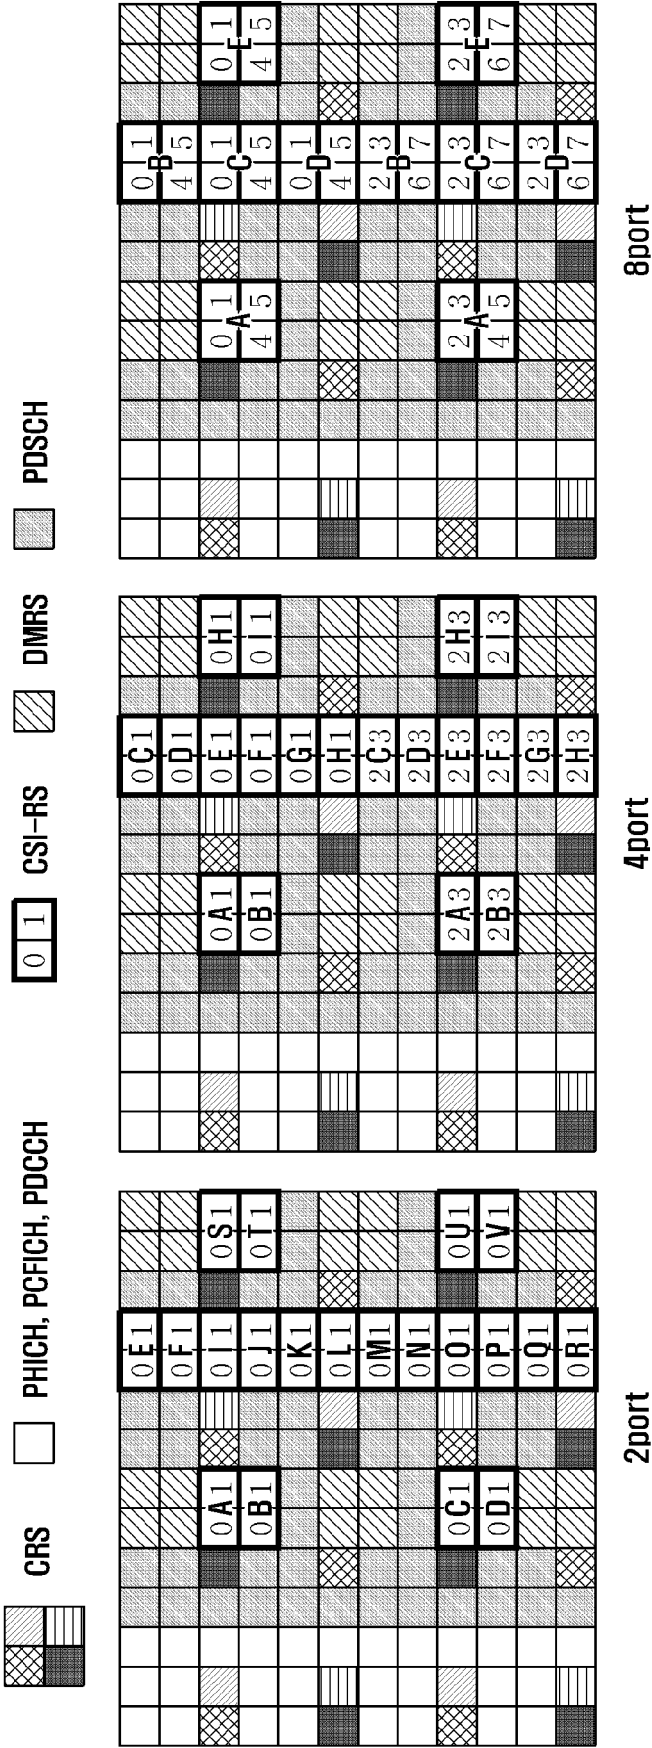 CRS
PHICH, PCFICH, PDCCH
0 1 CSI-RS
DMRS
PDSCH
0E1
0F1
0A1 0I1 0S1
0B1 0J1 0T1
0K1
0L1
0M1
0N1
0C1 0O1 0U1
0D1 0P1 0V1
0Q1
0R1
2port
0C1
0D1
0A1 0E1 0H1
0B1 0F1 0I1
0G1
0H1
2C3
2D3
2A3 2E3 2H3
2B3 2F3 2I3
2G3
2H3
4port
0 1
B
4 5
0 1 0 1 0 1
A C E
4 5 4 5 4 5
0 1
D
4 5
2 3
B
6 7
2 3 2 3 2 3
A C E
4 5 6 7 6 7
2 3
D
6 7
8port